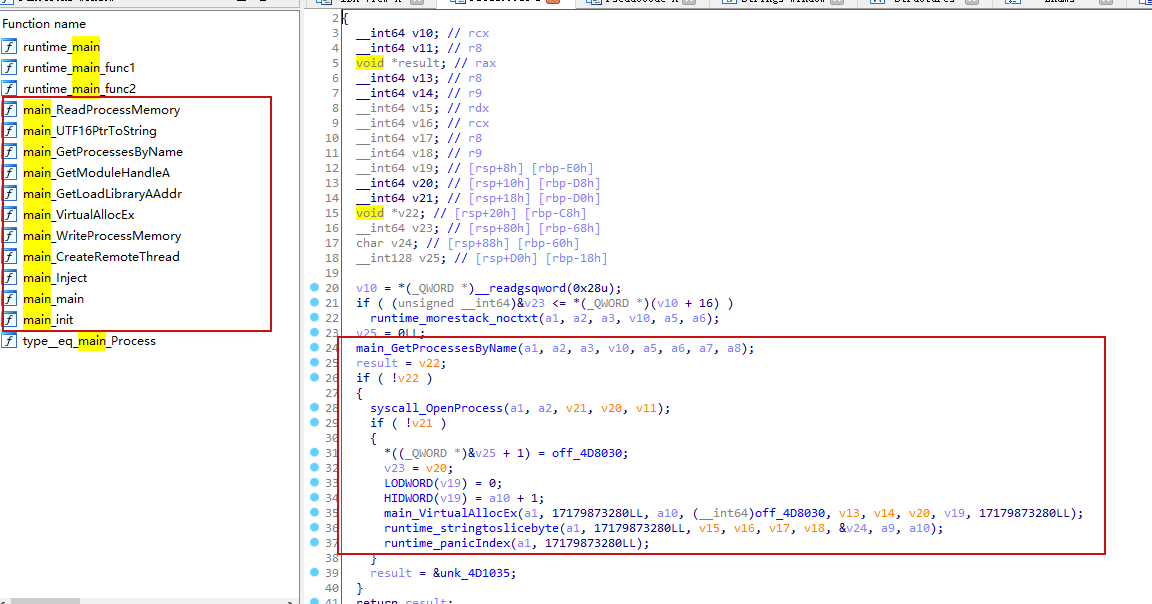 Function name
runtime_main
runtime_main_func1
runtime_main_func2
main_ReadProcessMemory
main_UTF16PtrToString
main_GetProcessesByName
main_GetModuleHandleA
main_GetLoadLibraryAAddr
main_VirtualAllocEx
main_WriteProcessMemory
main_CreateRemoteThread
main_Inject
main_main
main_init
type__eq_main_Process
2 {
3 __int64 v10; // rcx
4 __int64 v11; // r8
5 void *result; // rax
6 __int64 v13; // r8
7 __int64 v14; // r9
8 __int64 v15; // rdx
9 __int64 v16; // rcx
10 __int64 v17; // r8
11 __int64 v18; // r9
12 __int64 v19; // [rsp+8h] [rbp-E0h]
13 __int64 v20; // [rsp+10h] [rbp-D8h]
14 __int64 v21; // [rsp+18h] [rbp-D0h]
15 void *v22; // [rsp+20h] [rbp-C8h]
16 __int64 v23; // [rsp+80h] [rbp-68h]
17 char v24; // [rsp+88h] [rbp-60h]
18 __int128 v25; // [rsp+D0h] [rbp-18h]
19
20 v10 = *(_QWORD *)__readgsqword(0x28u);
21 if ( (unsigned __int64)&v23 <= *(_QWORD *)(v10 + 16) )
22 runtime_morestack_noctxt(a1, a2, a3, v10, a5, a6);
23 v25 = 0LL;
24 main_GetProcessesByName(a1, a2, a3, v10, a5, a6, a7, a8);
25 result = v22;
26 if ( !v22 )
27 {
28 syscall_OpenProcess(a1, a2, v21, v20, v11);
29 if ( !v21 )
30 {
31 *((_QWORD *)&v25 + 1) = off_4D8030;
32 v23 = v20;
33 LODWORD(v19) = 0;
34 HIDWORD(v19) = a10 + 1;
35 main_VirtualAllocEx(a1, 17179873280LL, a10, (__int64)off_4D8030, v13, v14, v20, v19, 17179873280LL);
36 runtime_stringtoslicebyte(a1, 17179873280LL, v15, v16, v17, v18, &v24, a9, a10);
37 runtime_panicIndex(a1, 17179873280LL);
38 }
39 result = &unk_4D1035;
40 }
41 return result;